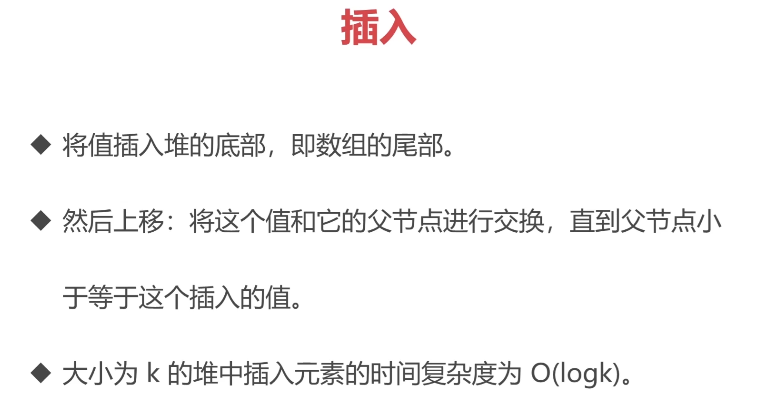 插入
◆ 将值插入堆的底部，即数组的尾部。
◆ 然后上移：将这个值和它的父节点进行交换，直到父节点小
于等于这个插入的值。
◆ 大小为 k 的堆中插入元素的时间复杂度为 O(logk)。